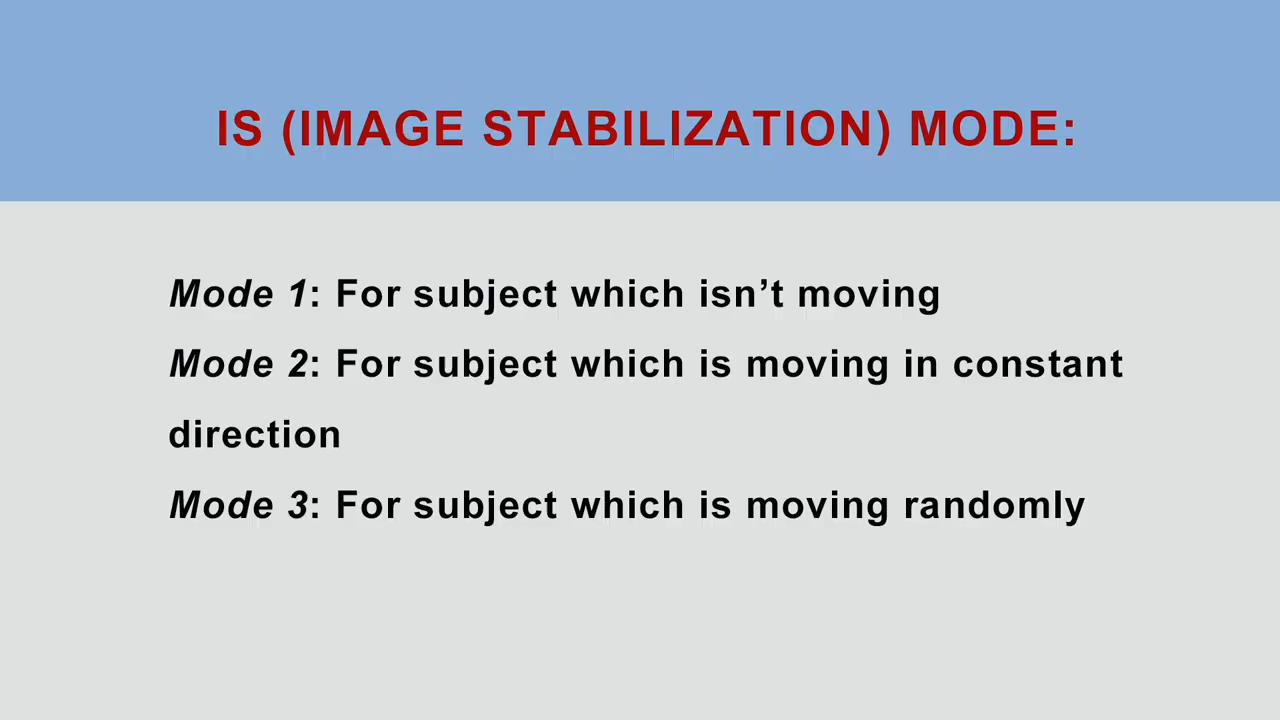 IS (IMAGE STABILIZATION) MODE:
Mode 1: For subject which isn’t moving
Mode 2: For subject which is moving in constant
direction
Mode 3: For subject which is moving randomly